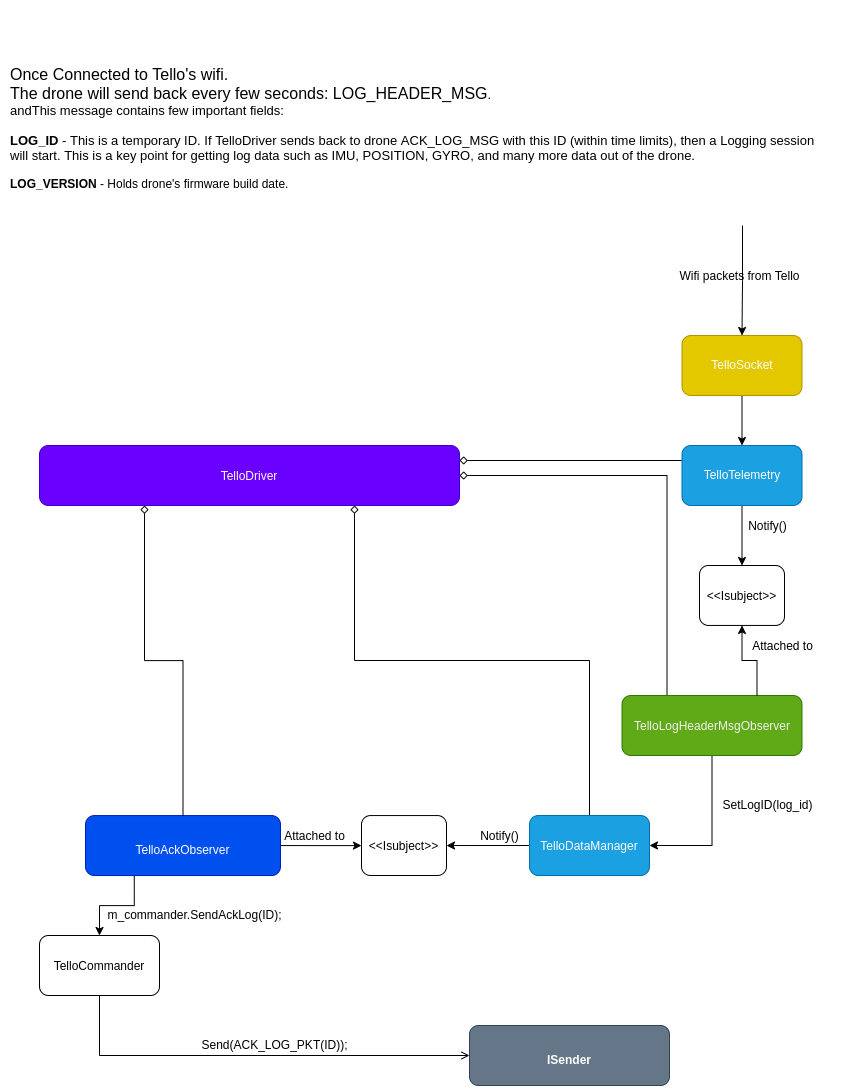 Once Connected to Tello's wifi.
The drone will send back every few seconds: LOG_HEADER_MSG.
andThis message contains few important fields:
LOG_ID - This is a temporary ID. If TelloDriver sends back to drone ACK_LOG_MSG with this ID (within time limits), then a Logging session
will start. This is a key point for getting log data such as IMU, POSITION, GYRO, and many more data out of the drone.
LOG_VERSION - Holds drone's firmware build date.
Wifi packets from Tello
TelloSocket
TelloDriver
TelloTelemetry
Notify()
<<Isubject>>
Attached to
TelloLogHeaderMsgObserver
SetLogID(log_id)
TelloAckObserver
Attached to
<<Isubject>>
Notify()
TelloDataManager
m_commander.SendAckLog(ID);
TelloCommander
Send(ACK_LOG_PKT(ID));
ISender